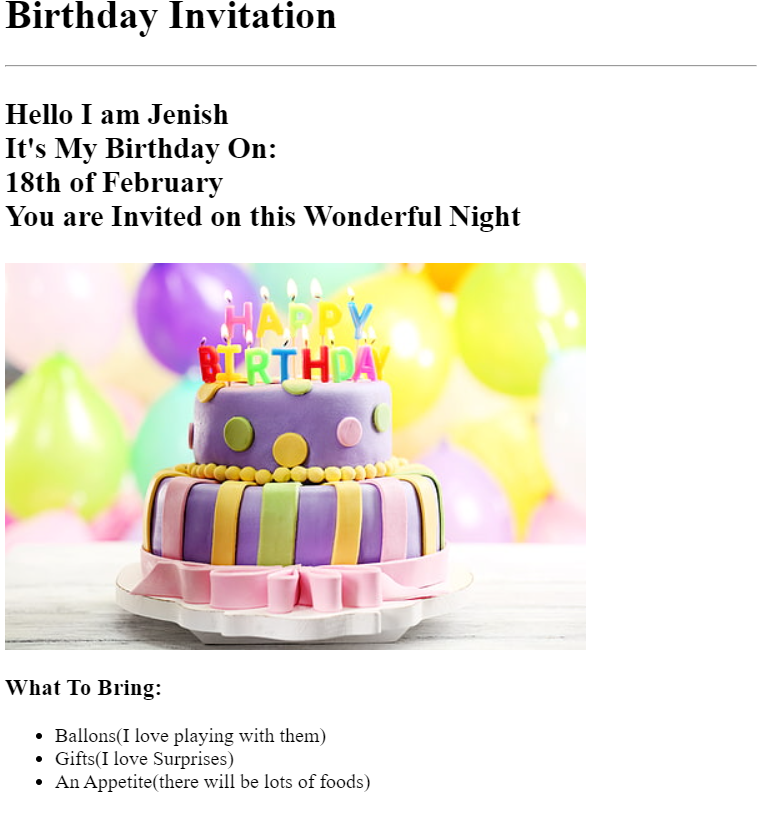 Birthday Invitation
Hello I am Jenish
It's My Birthday On:
18th of February
You are Invited on this Wonderful Night
HAPPY
BIRTHDAY
What To Bring:
Ballons(I love playing with them)
Gifts(I love Surprises)
An Appetite(there will be lots of foods)